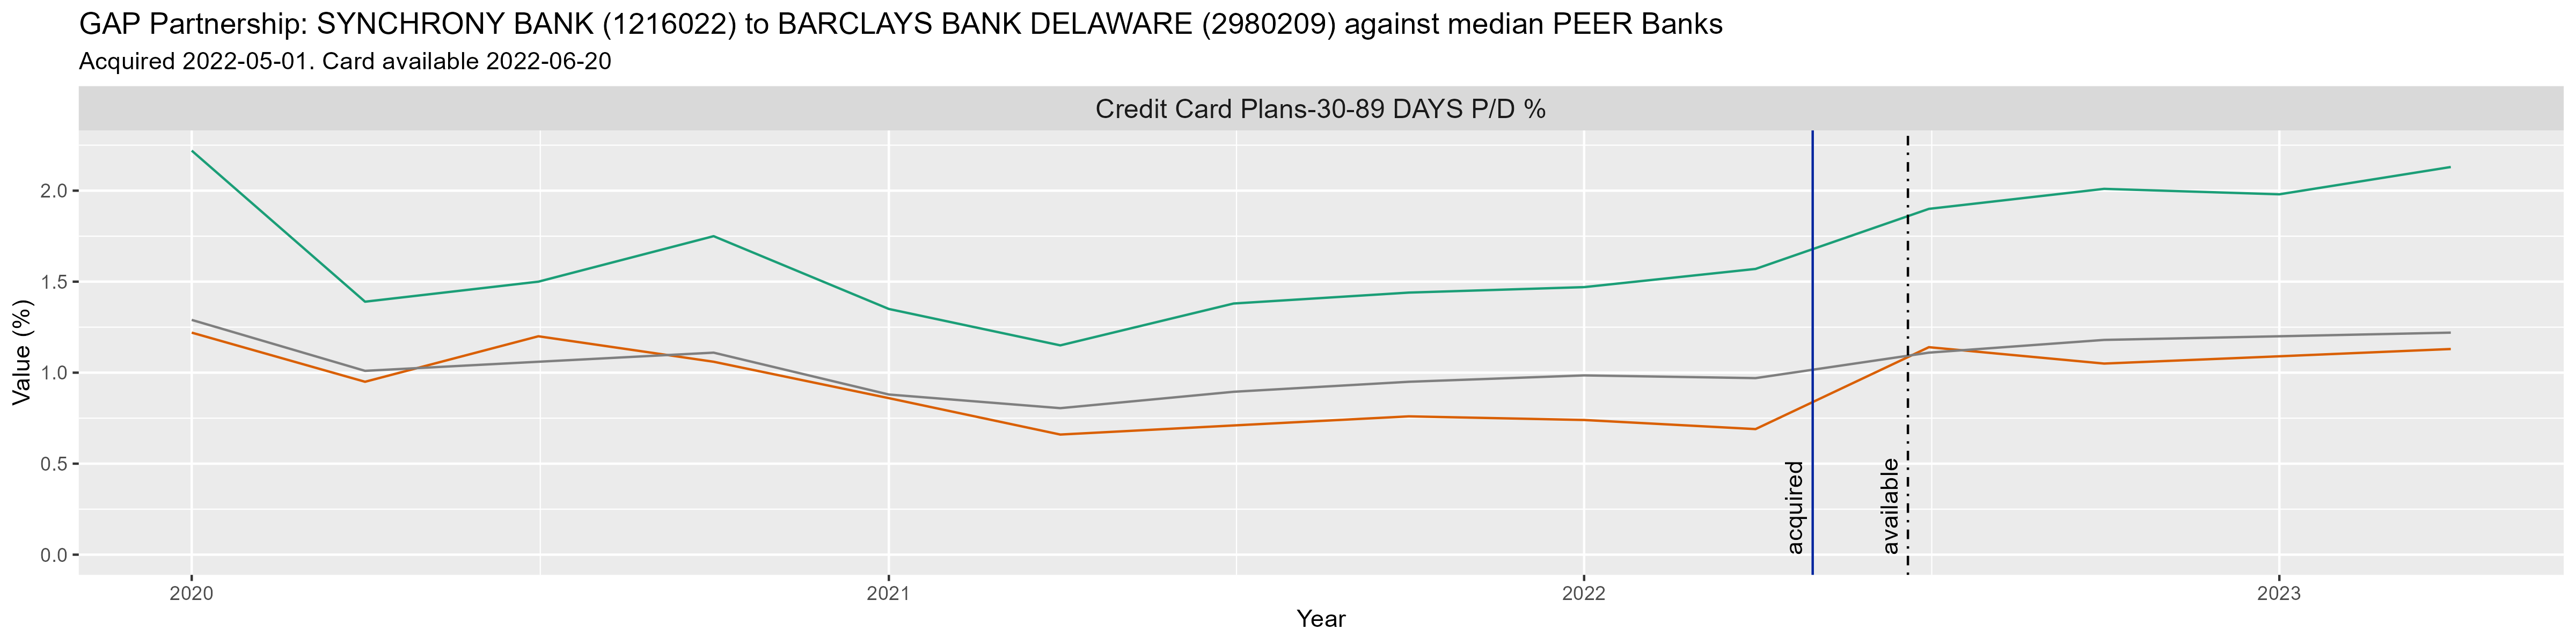 GAP Partnership: SYNCHRONY BANK (1216022) to BARCLAYS BANK DELAWARE (2980209) against median PEER Banks
Acquired 2022-05-01. Card available 2022-06-20
Credit Card Plans-30-89 DAYS P/D %
Value (%)
2.0
1.5
1.0
0.5
0.0
acquired
available
2020
2021
2022
2023
Year